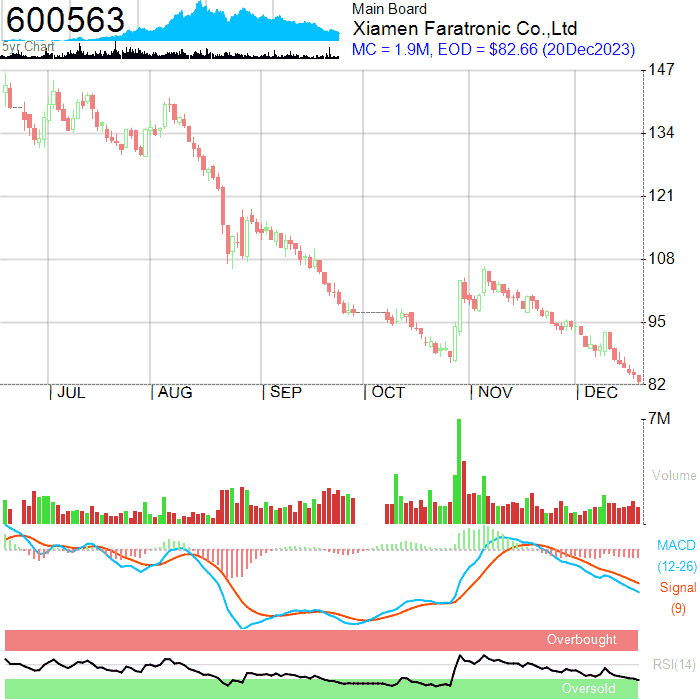 600563
5yr Chart
Main Board
Xiamen Faratronic Co.,Ltd
MC = 1.9M, EOD = $82.66 (20Dec2023)
147
134
121
108
95
82
JUL
AUG
SEP
OCT
NOV
DEC
7M
Volume
MACD
(12-26)
Signal
(9)
Overbought
RSI(14)
Oversold